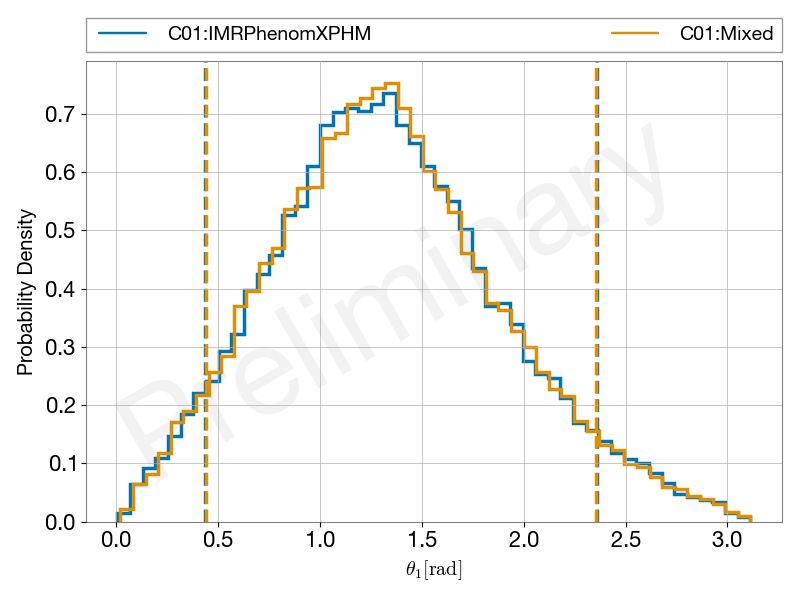 C01:IMRPhenomXPHM C01:Mixed
0.7
0.6
0.5
0.4
0.3
0.2
0.1
0.0
Probability Density
Preliminary
0.0 0.5 1.0 1.5 2.0 2.5 3.0
θ₁[rad]